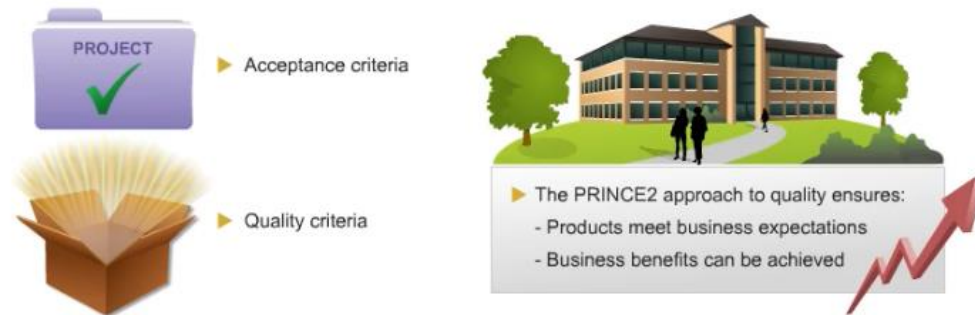 PROJECT
Acceptance criteria
Quality criteria
The PRINCE2 approach to quality ensures:
- Products meet business expectations
- Business benefits can be achieved